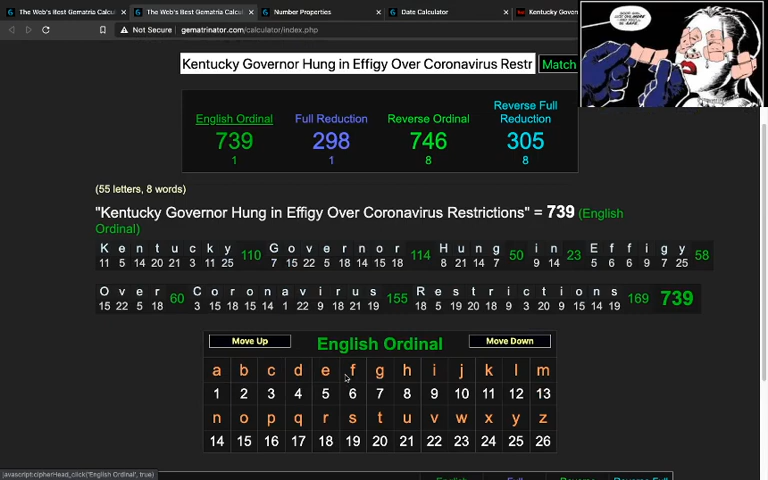 The Web's Best Gematria Calcu
The Web's Best Gematria Calcul
Number Properties
Date Calculator
Kentucky Gover
Not Secure
gematrinator.com/calculator/index.php
Kentucky Governor Hung in Effigy Over Coronavirus Restr
Match
English Ordinal
739
1
Full Reduction
298
1
Reverse Ordinal
746
8
Reverse Full
Reduction
305
8
(55 letters, 8 words)
"Kentucky Governor Hung in Effigy Over Coronavirus Restrictions" = 739 (English
Ordinal)
K e n t u c k y 110 G o v e r n o r 114 H u n g 50 i n 23 E f f i g y 58
11 5 14 20 21 3 11 25 7 15 22 5 18 14 15 18 8 21 14 7 9 14 5 6 6 9 7 25
O v e r 60 C o r o n a v i r u s 155 R e s t r i c t i o n s 169 739
15 22 5 18 3 15 18 15 14 1 22 9 18 21 19 18 5 19 20 18 9 3 20 9 15 14 19
Move Up
English Ordinal
Move Down
a b c d e f g h i j k l m
1 2 3 4 5 6 7 8 9 10 11 12 13
n o p q r s t u v w x y z
14 15 16 17 18 19 20 21 22 23 24 25 26
javascript:cipherHead_click("English Ordinal", true)